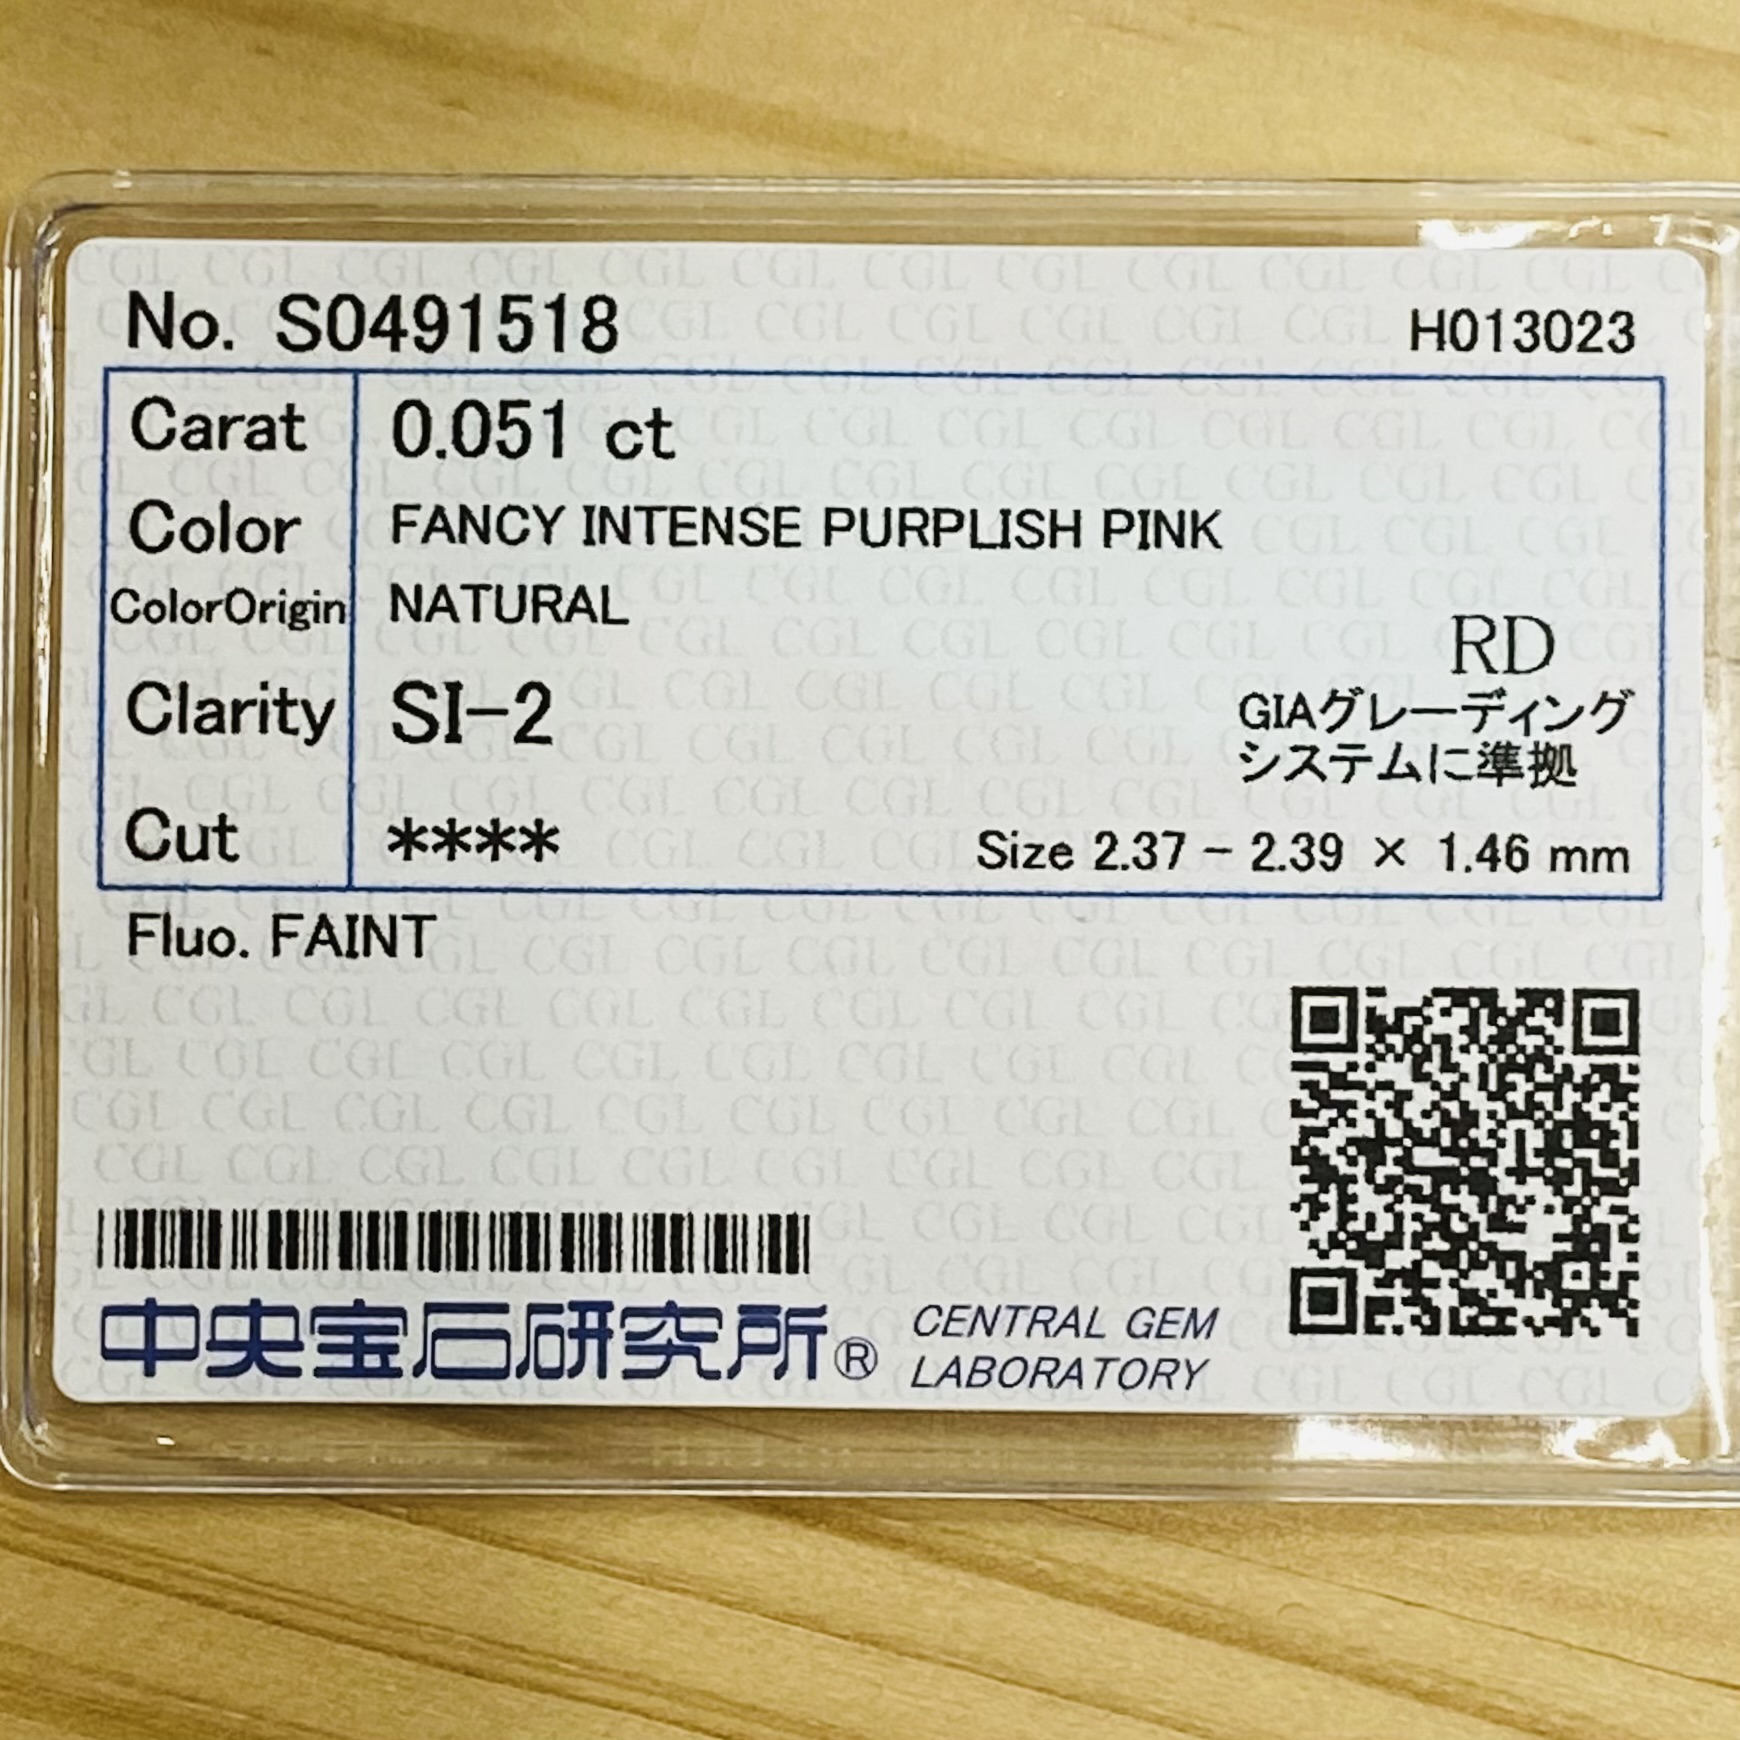 No. S0491518
H013023
Carat 0.051 ct
Color FANCY INTENSE PURPLISH PINK
ColorOrigin NATURAL
RD
Clarity SI-2
GIAグレーディング
システムに準拠
Cut ****
Size 2.37 - 2.39 × 1.46 mm
Fluo. FAINT
中央宝石研究所®
CENTRAL GEM
LABORATORY